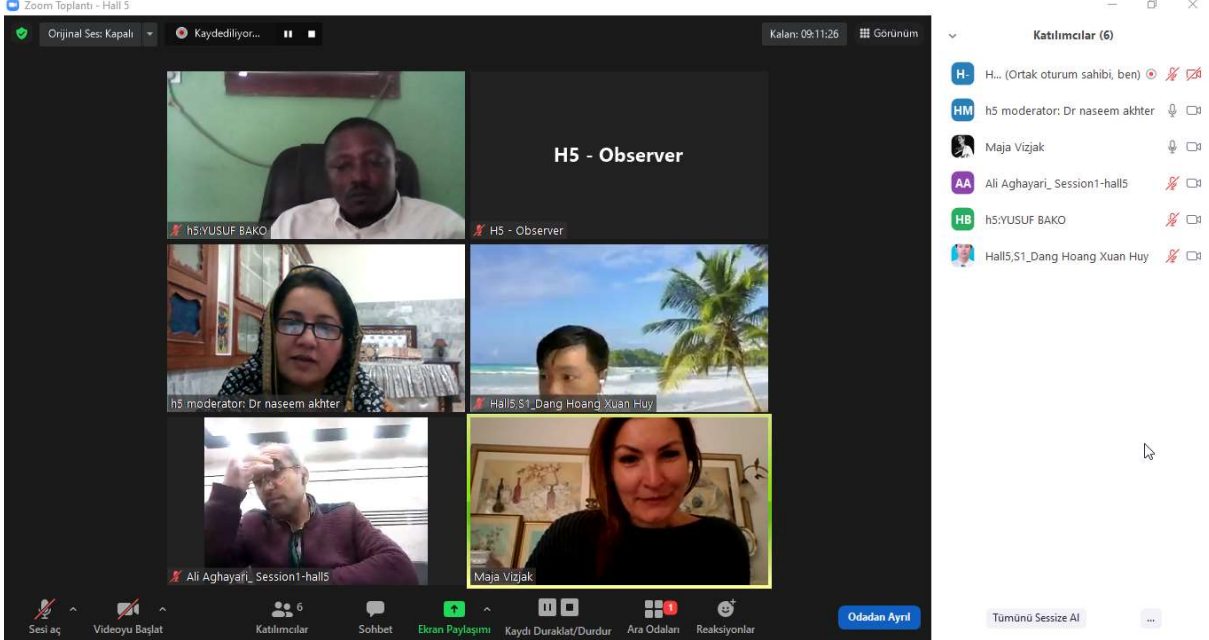 Zoom Toplantı - Hall 5
Orijinal Ses: Kapalı
Kaydediliyor...
Kalan: 09:11:26
Görünüm
h5:YUSUF BAKO
H5 - Observer
H5 - Observer
h5 moderator: Dr naseem akhter
Hall5,S1_Dang Hoang Xuan Huy
Ali Aghayari_ Session1-hall5
Maja Vizjak
Sesi aç
Videoyu Başlat
6
Katılımcılar
Sohbet
Ekran Paylaşımı
Kaydı Duraklat/Durdur
1
Ara Odaları
Reaksiyonlar
Odadan Ayrıl
Katılımcılar (6)
H-
H... (Ortak oturum sahibi, ben)
HM
h5 moderator: Dr naseem akhter
Maja Vizjak
AA
Ali Aghayari_ Session1-hall5
HB
h5:YUSUF BAKO
Hall5,S1_Dang Hoang Xuan Huy
Tümünü Sessize Al
...